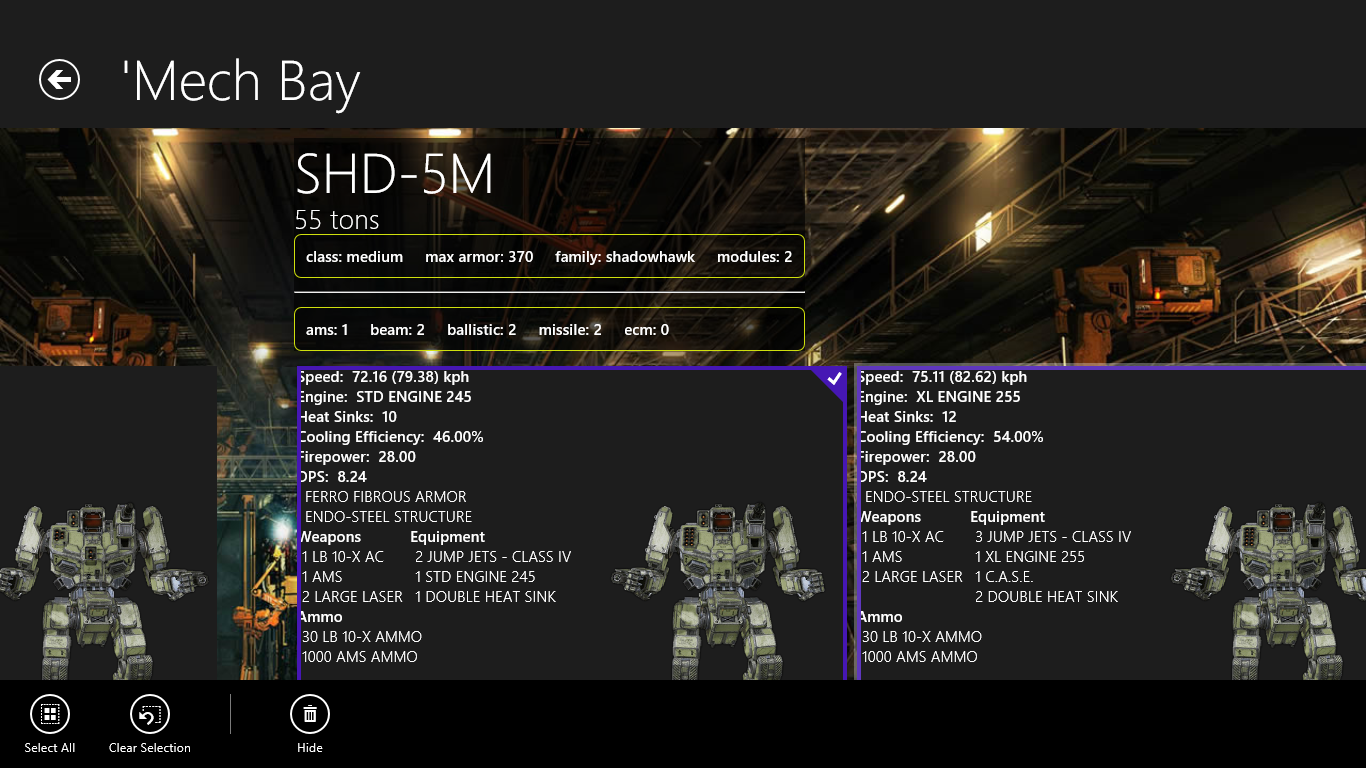 'Mech Bay
SHD-5M
55 tons
class: medium max armor: 370 family: shadowhawk modules: 2
ams: 1 beam: 2 ballistic: 2 missile: 2 ecm: 0
Speed: 72.16 (79.38) kph
Engine: STD ENGINE 245
Heat Sinks: 10
Cooling Efficiency: 46.00%
Firepower: 28.00
DPS: 8.24
FERRO FIBROUS ARMOR
ENDO-STEEL STRUCTURE
Weapons Equipment
1 LB 10-X AC 2 JUMP JETS - CLASS IV
1 AMS 1 STD ENGINE 245
2 LARGE LASER 1 DOUBLE HEAT SINK
Ammo
30 LB 10-X AMMO
1000 AMS AMMO
Speed: 75.11 (82.62) kph
Engine: XL ENGINE 255
Heat Sinks: 12
Cooling Efficiency: 54.00%
Firepower: 28.00
DPS: 8.24
ENDO-STEEL STRUCTURE
Weapons Equipment
1 LB 10-X AC 3 JUMP JETS - CLASS IV
1 AMS 1 XL ENGINE 255
2 LARGE LASER 1 C.A.S.E.
2 DOUBLE HEAT SINK
Ammo
30 LB 10-X AMMO
1000 AMS AMMO
Select All Clear Selection Hide